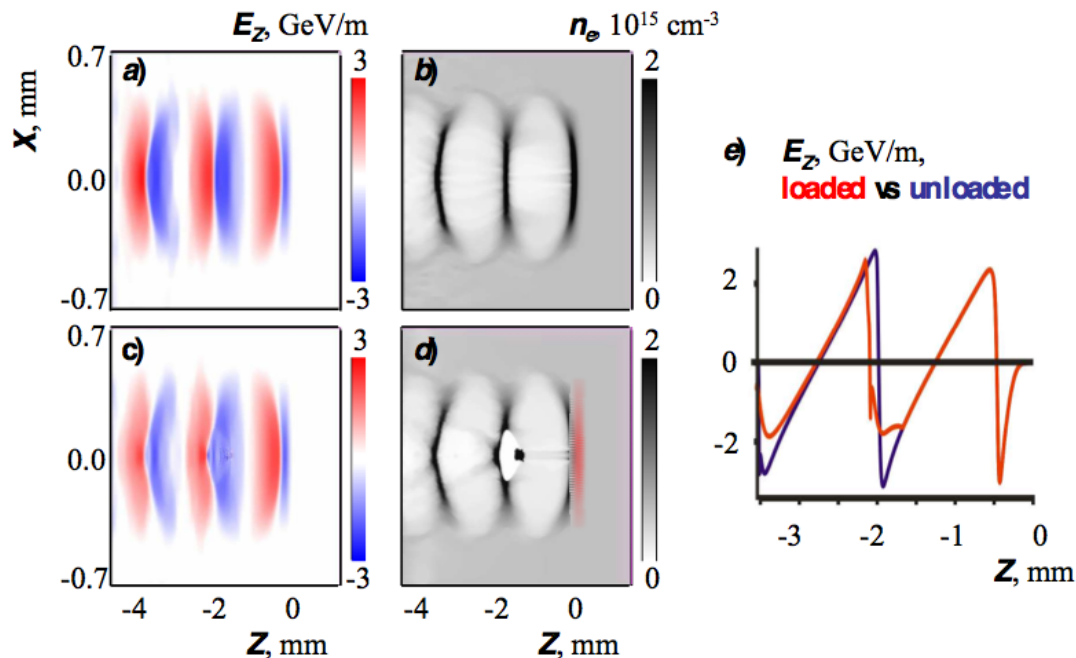 E_Z, GeV/m
n_e, 10^15 cm^-3
0.7
a)
3
b)
2
X, mm
0.0
-0.7
-3
0
0.7
c)
3
d)
2
0.0
-0.7
-3
0
-4 -2 0
-4 -2 0
Z, mm
Z, mm
e) E_Z, GeV/m,
loaded vs unloaded
2
0
-2
-3 -2 -1 0
Z, mm